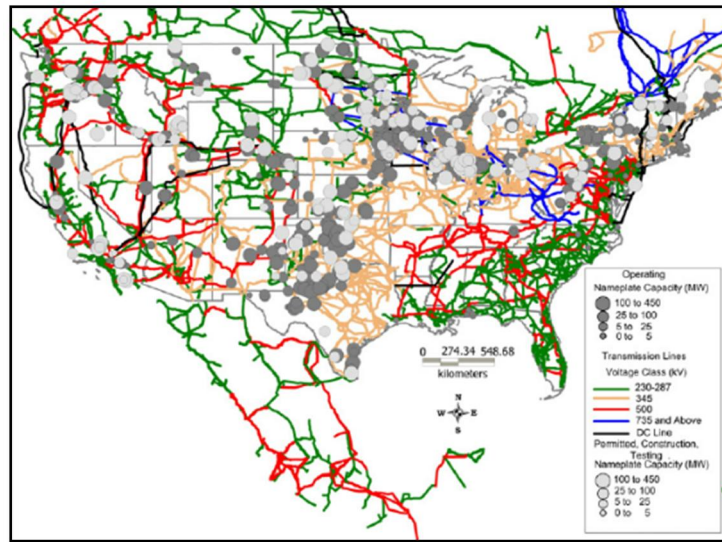 0 274.34 548.68
kilometers
N
W E
S
Operating
Nameplate Capacity (MW)
100 to 450
25 to 100
5 to 25
0 to 5
Transmission Lines
Voltage Class (kV)
230-287
345
500
735 and Above
DC Line
Permitted, Construction,
Testing
Nameplate Capacity (MW)
100 to 450
25 to 100
5 to 25
0 to 5